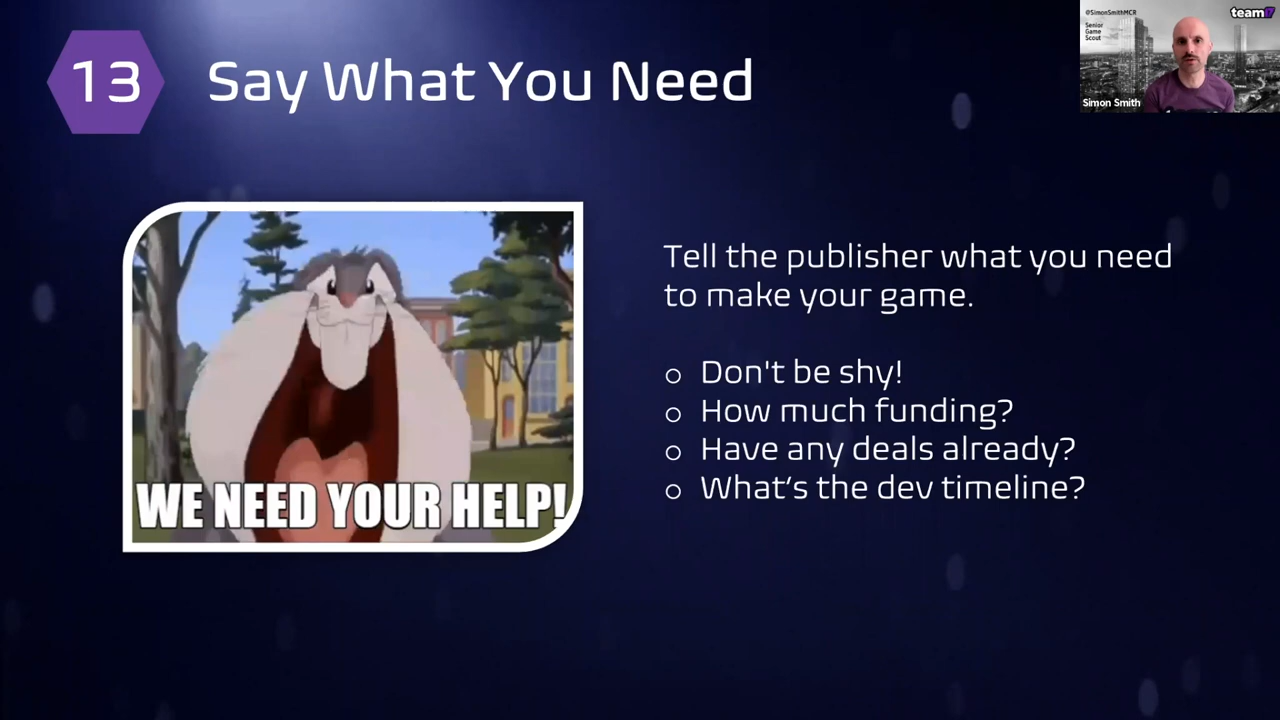 13
Say What You Need
@SimonSmithMCR
Senior
Game
Scout
team17
Simon Smith
WE NEED YOUR HELP!
Tell the publisher what you need
to make your game.
○ Don't be shy!
○ How much funding?
○ Have any deals already?
○ What‘s the dev timeline?